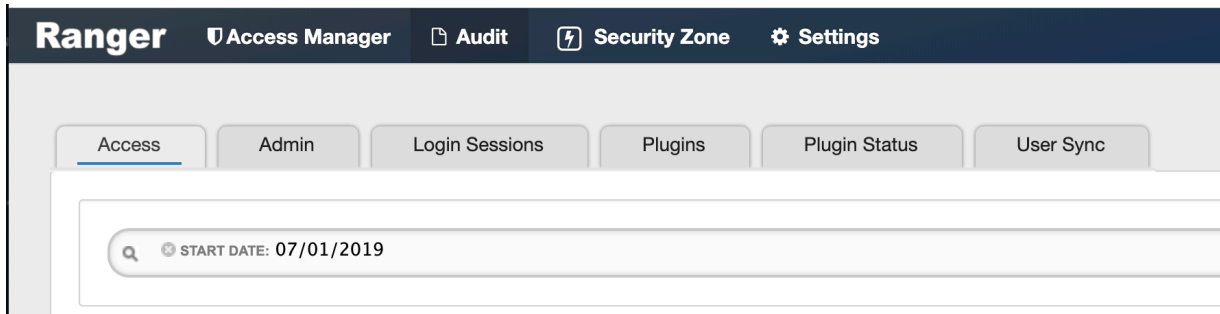 Ranger Access Manager Audit Security Zone Settings
Access Admin Login Sessions Plugins Plugin Status User Sync
START DATE: 07/01/2019